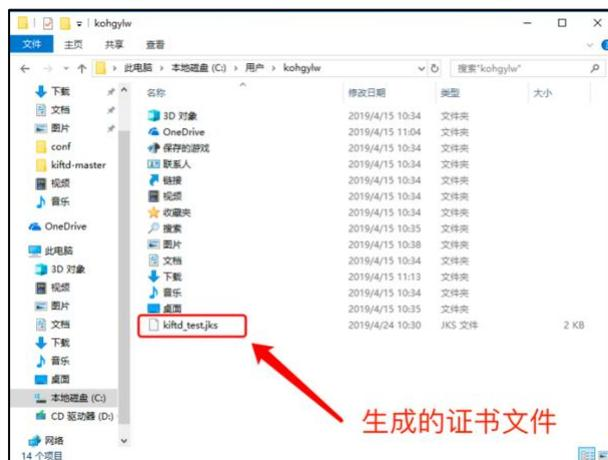 kohgylw
文件 主页 共享 查看
此电脑 > 本地磁盘 (C:) > 用户 > kohgylw 搜索"kohgylw"
下载
文档
图片
conf
kiftd-master
视频
音乐
OneDrive
此电脑
3D 对象
视频
图片
文档
下载
音乐
桌面
本地磁盘 (C:)
CD 驱动器 (D:)
网络
名称 修改日期 类型 大小
3D 对象 2019/4/15 10:34 文件夹
OneDrive 2019/4/15 11:04 文件夹
保存的游戏 2019/4/15 10:34 文件夹
联系人 2019/4/15 10:34 文件夹
链接 2019/4/15 10:34 文件夹
视频 2019/4/15 10:34 文件夹
收藏夹 2019/4/15 10:34 文件夹
搜索 2019/4/15 10:35 文件夹
图片 2019/4/15 10:38 文件夹
文档 2019/4/15 10:34 文件夹
下载 2019/4/15 11:13 文件夹
音乐 2019/4/15 10:34 文件夹
桌面 2019/4/15 10:35 文件夹
kiftd_test.jks 2019/4/24 10:30 JKS 文件 2 KB
生成的证书文件
14 个项目